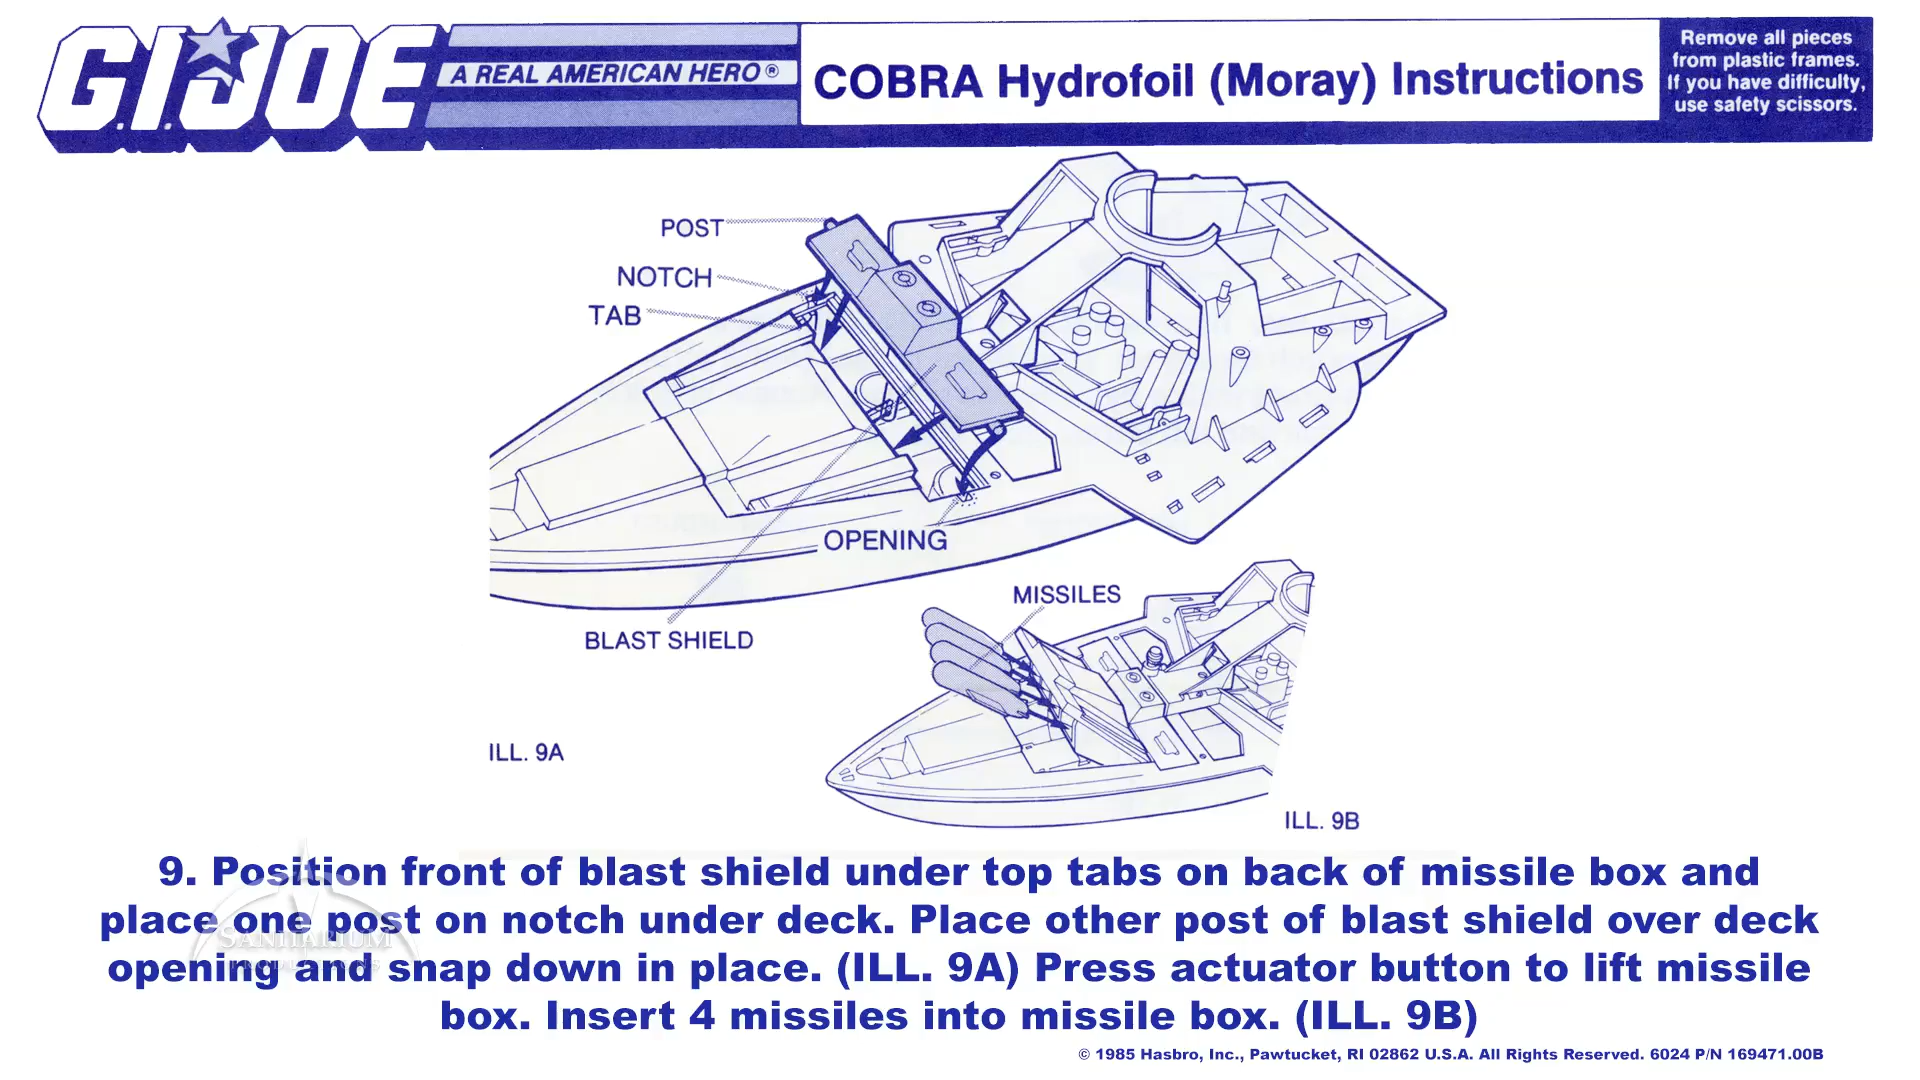 G.I. JOE
A REAL AMERICAN HERO®
COBRA Hydrofoil (Moray) Instructions
Remove all pieces
from plastic frames.
If you have difficulty,
use safety scissors.
POST
NOTCH
TAB
OPENING
BLAST SHIELD
MISSILES
ILL. 9A
ILL. 9B
9. Position front of blast shield under top tabs on back of missile box and
place one post on notch under deck. Place other post of blast shield over deck
opening and snap down in place. (ILL. 9A) Press actuator button to lift missile
box. Insert 4 missiles into missile box. (ILL. 9B)
SANITARIUM
PRODUCTIONS
© 1985 Hasbro, Inc., Pawtucket, RI 02862 U.S.A. All Rights Reserved. 6024 P/N 169471.00B